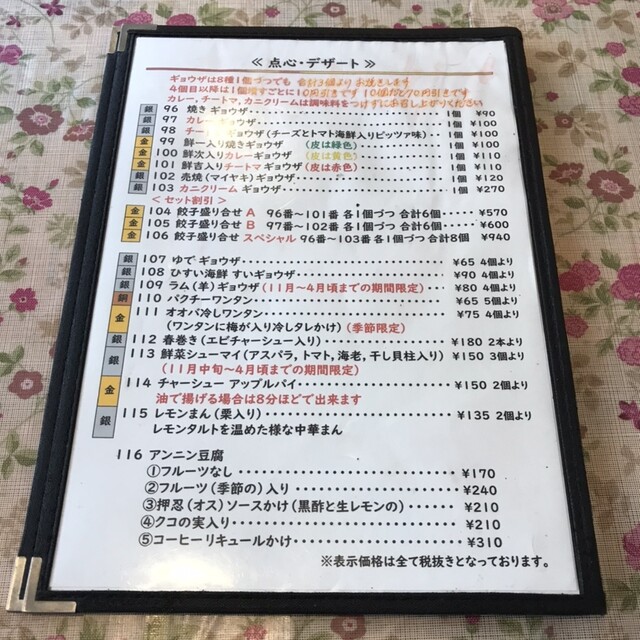 ≪ 点心・デザート ≫
ギョウザは8種1個づつでも 合計3個より お焼きします
4個目以降は1個増すごとに10円引きです 10個だと70円引きです
カレー、チートマ、カニクリームは調味料をつけずにお召し上がりください
銀 96 焼き ギョウザ 1個 ¥90
銀 97 カレー ギョウザ 1個 ¥100
銀 98 ギョウザ(チーズとトマト海鮮入りピッツァ味) 1個 ¥100
金 99 鮮一入り焼きギョウザ (皮は緑色) 1個 ¥100
金 100 鮮次入りカレーギョウザ (皮は黄色) 1個 ¥110
金 101 鮮吉入りチートマギョウザ(皮は赤色) 1個 ¥110
銀 102 売焼(マイヤキ)ギョウザ 1個 ¥120
銀 103 カニクリーム ギョウザ 1個 ¥270
<セット割引>
金 104 餃子盛り合せ A 96番〜101番 各1個づつ 合計6個 ¥570
金 105 餃子盛り合せ B 97番〜102番 各1個づつ 合計6個 ¥600
金 106 餃子盛り合せ スペシャル 96番〜103番 各1個づつ 合計8個 ¥940
銀 107 ゆで ギョウザ ¥65 4個より
銀 108 ひすい海鮮 すいギョウザ ¥90 4個より
銀 109 ラム(羊)ギョウザ(11月〜4月頃までの期間限定) ¥80 4個より
銅 110 パクチーワンタン ¥65 5個より
金 111 オオバ冷しワンタン ¥75 4個より
(ワンタンに梅が入り冷しタレかけ)(季節限定)
銀 112 春巻き(エビチャーシュー入り) ¥180 2本より
銀 113 鮮菜シューマイ(アスパラ,トマト,海老,干し貝柱入り) ¥150 3個より
(11月中旬〜4月頃までの期間限定)
金 114 チャーシュー アップルパイ ¥150 2個より
油で揚げる場合は8分ほどで出来ます
銀 115 レモンまん(栗入り) ¥135 2個より
レモンタルトを温めた様な中華まん
116 アンニン豆腐
①フルーツなし ¥170
②フルーツ(季節の)入り ¥240
③押忍(オス)ソースかけ(黒酢と生レモンの) ¥210
④クコの実入り ¥210
⑤コーヒーリキュールかけ ¥310
※表示価格は全て税抜きとなっております。